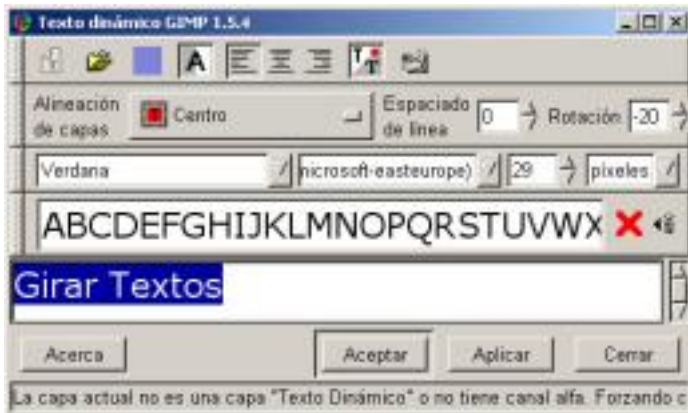 Texto dinámico GIMP 1.5.4
A
Alineación de capas
Centro
Espaciado de línea
0
Rotación
-20
Verdana
nicrosoft-easteurope)
29
píxeles
ABCDEFGHIJKLMNOPQRSTUVWX
Girar Textos
Acerca
Aceptar
Aplicar
Cerrar
La capa actual no es una capa "Texto Dinámico" o no tiene canal alfa. Forzando c